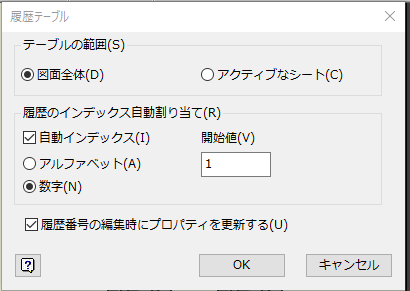 履歴テーブル
テーブルの範囲(S)
図面全体(D) アクティブなシート(C)
履歴のインデックス自動割り当て(R)
自動インデックス(I) 開始値(V)
アルファベット(A) 1
数字(N)
履歴番号の編集時にプロパティを更新する(U)
? OK キャンセル